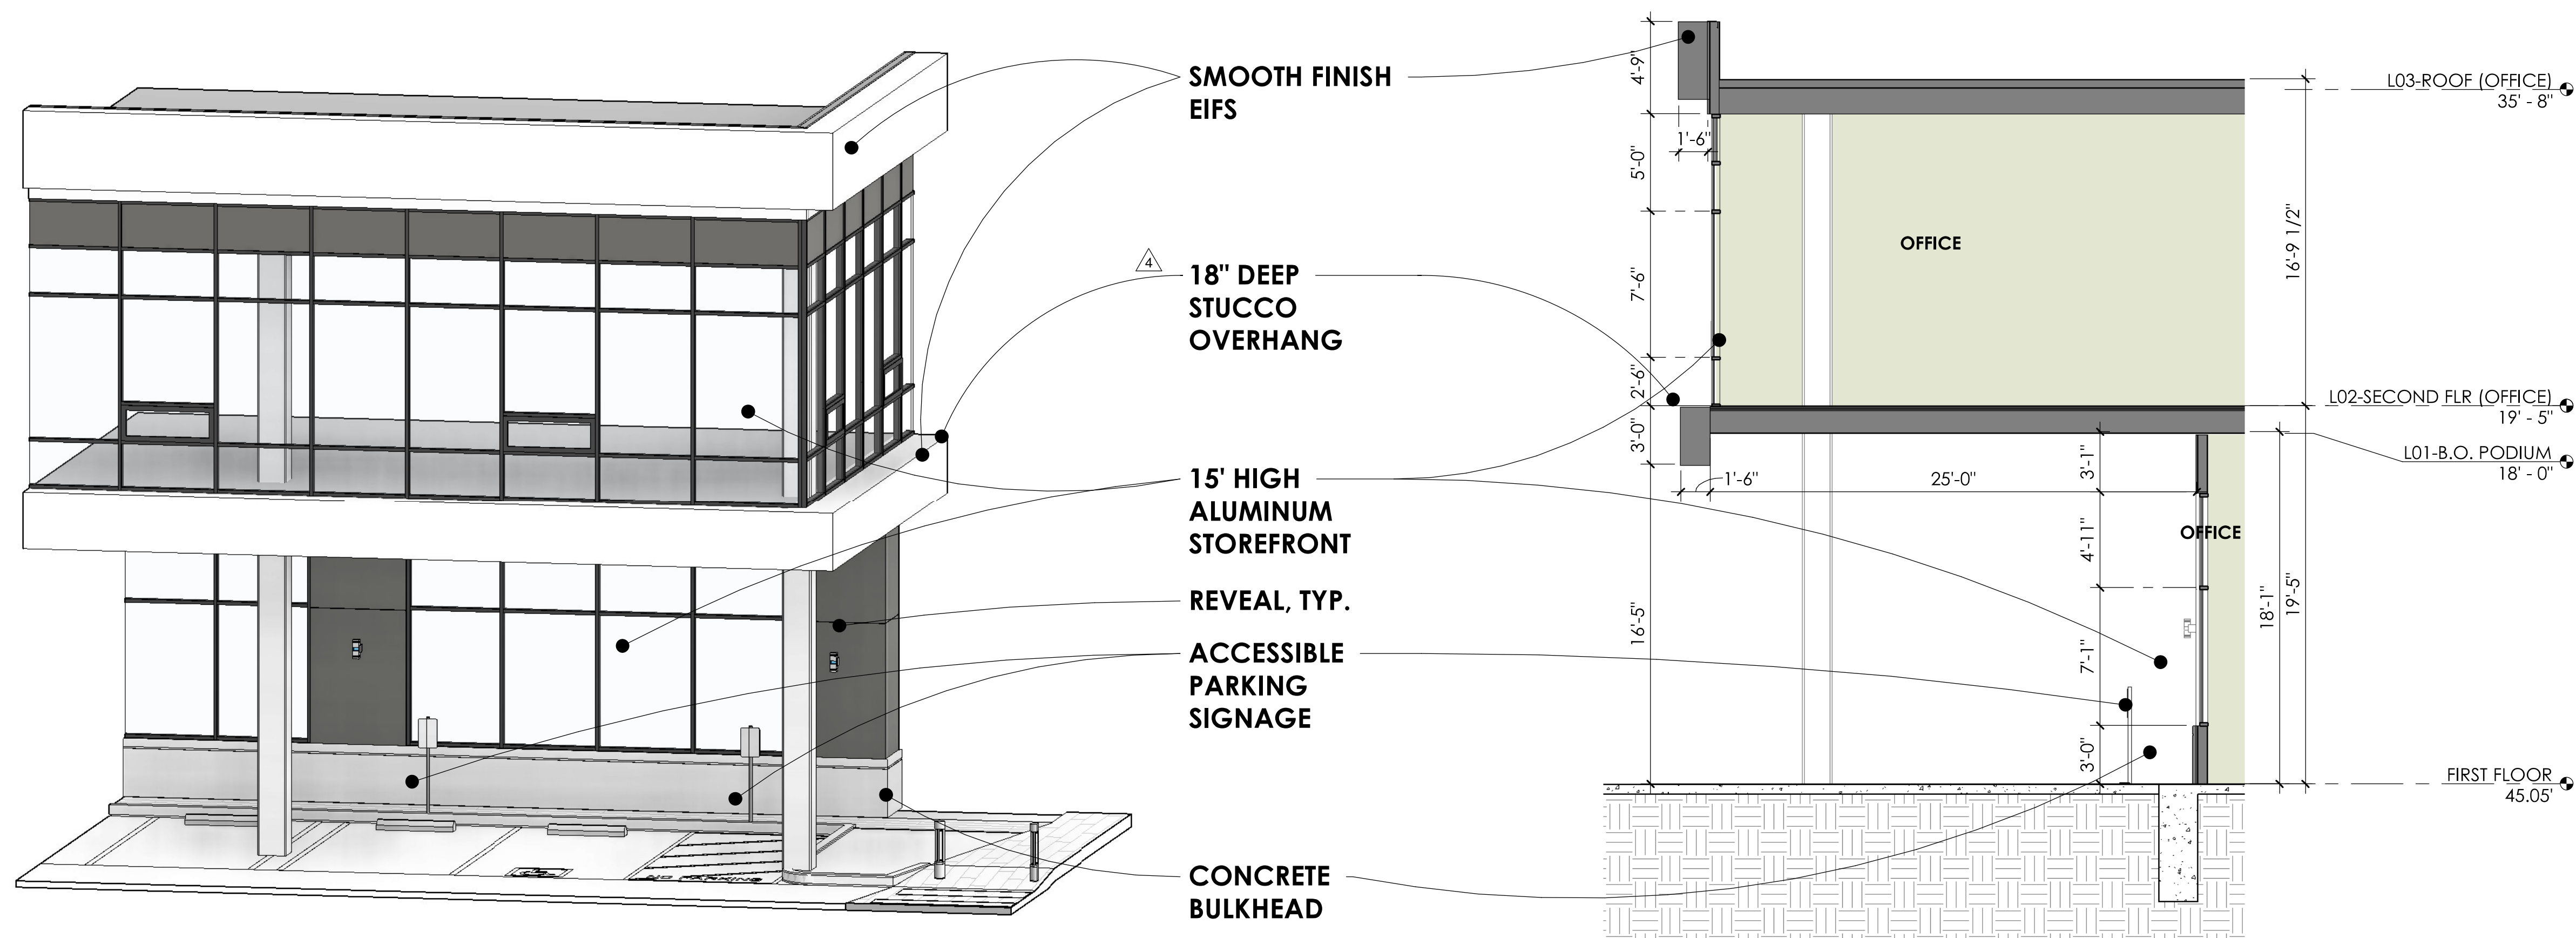 SMOOTH FINISH
EIFS
4
18" DEEP
STUCCO
OVERHANG
15' HIGH
ALUMINUM
STOREFRONT
REVEAL, TYP.
ACCESSIBLE
PARKING
SIGNAGE
CONCRETE
BULKHEAD
NO PARKING
4'-9"
1'-6"
5'-0"
7'-6"
2'-6"
3'-0"
16'-5"
OFFICE
1'-6"
25'-0"
3'-1"
4'-11"
7'-1"
3'-0"
OFFICE
16'-9 1/2"
18'-1"
19'-5"
L03-ROOF (OFFICE)
35' - 8"
L02-SECOND FLR (OFFICE)
19' - 5"
L01-B.O. PODIUM
18' - 0"
FIRST FLOOR
45.05'